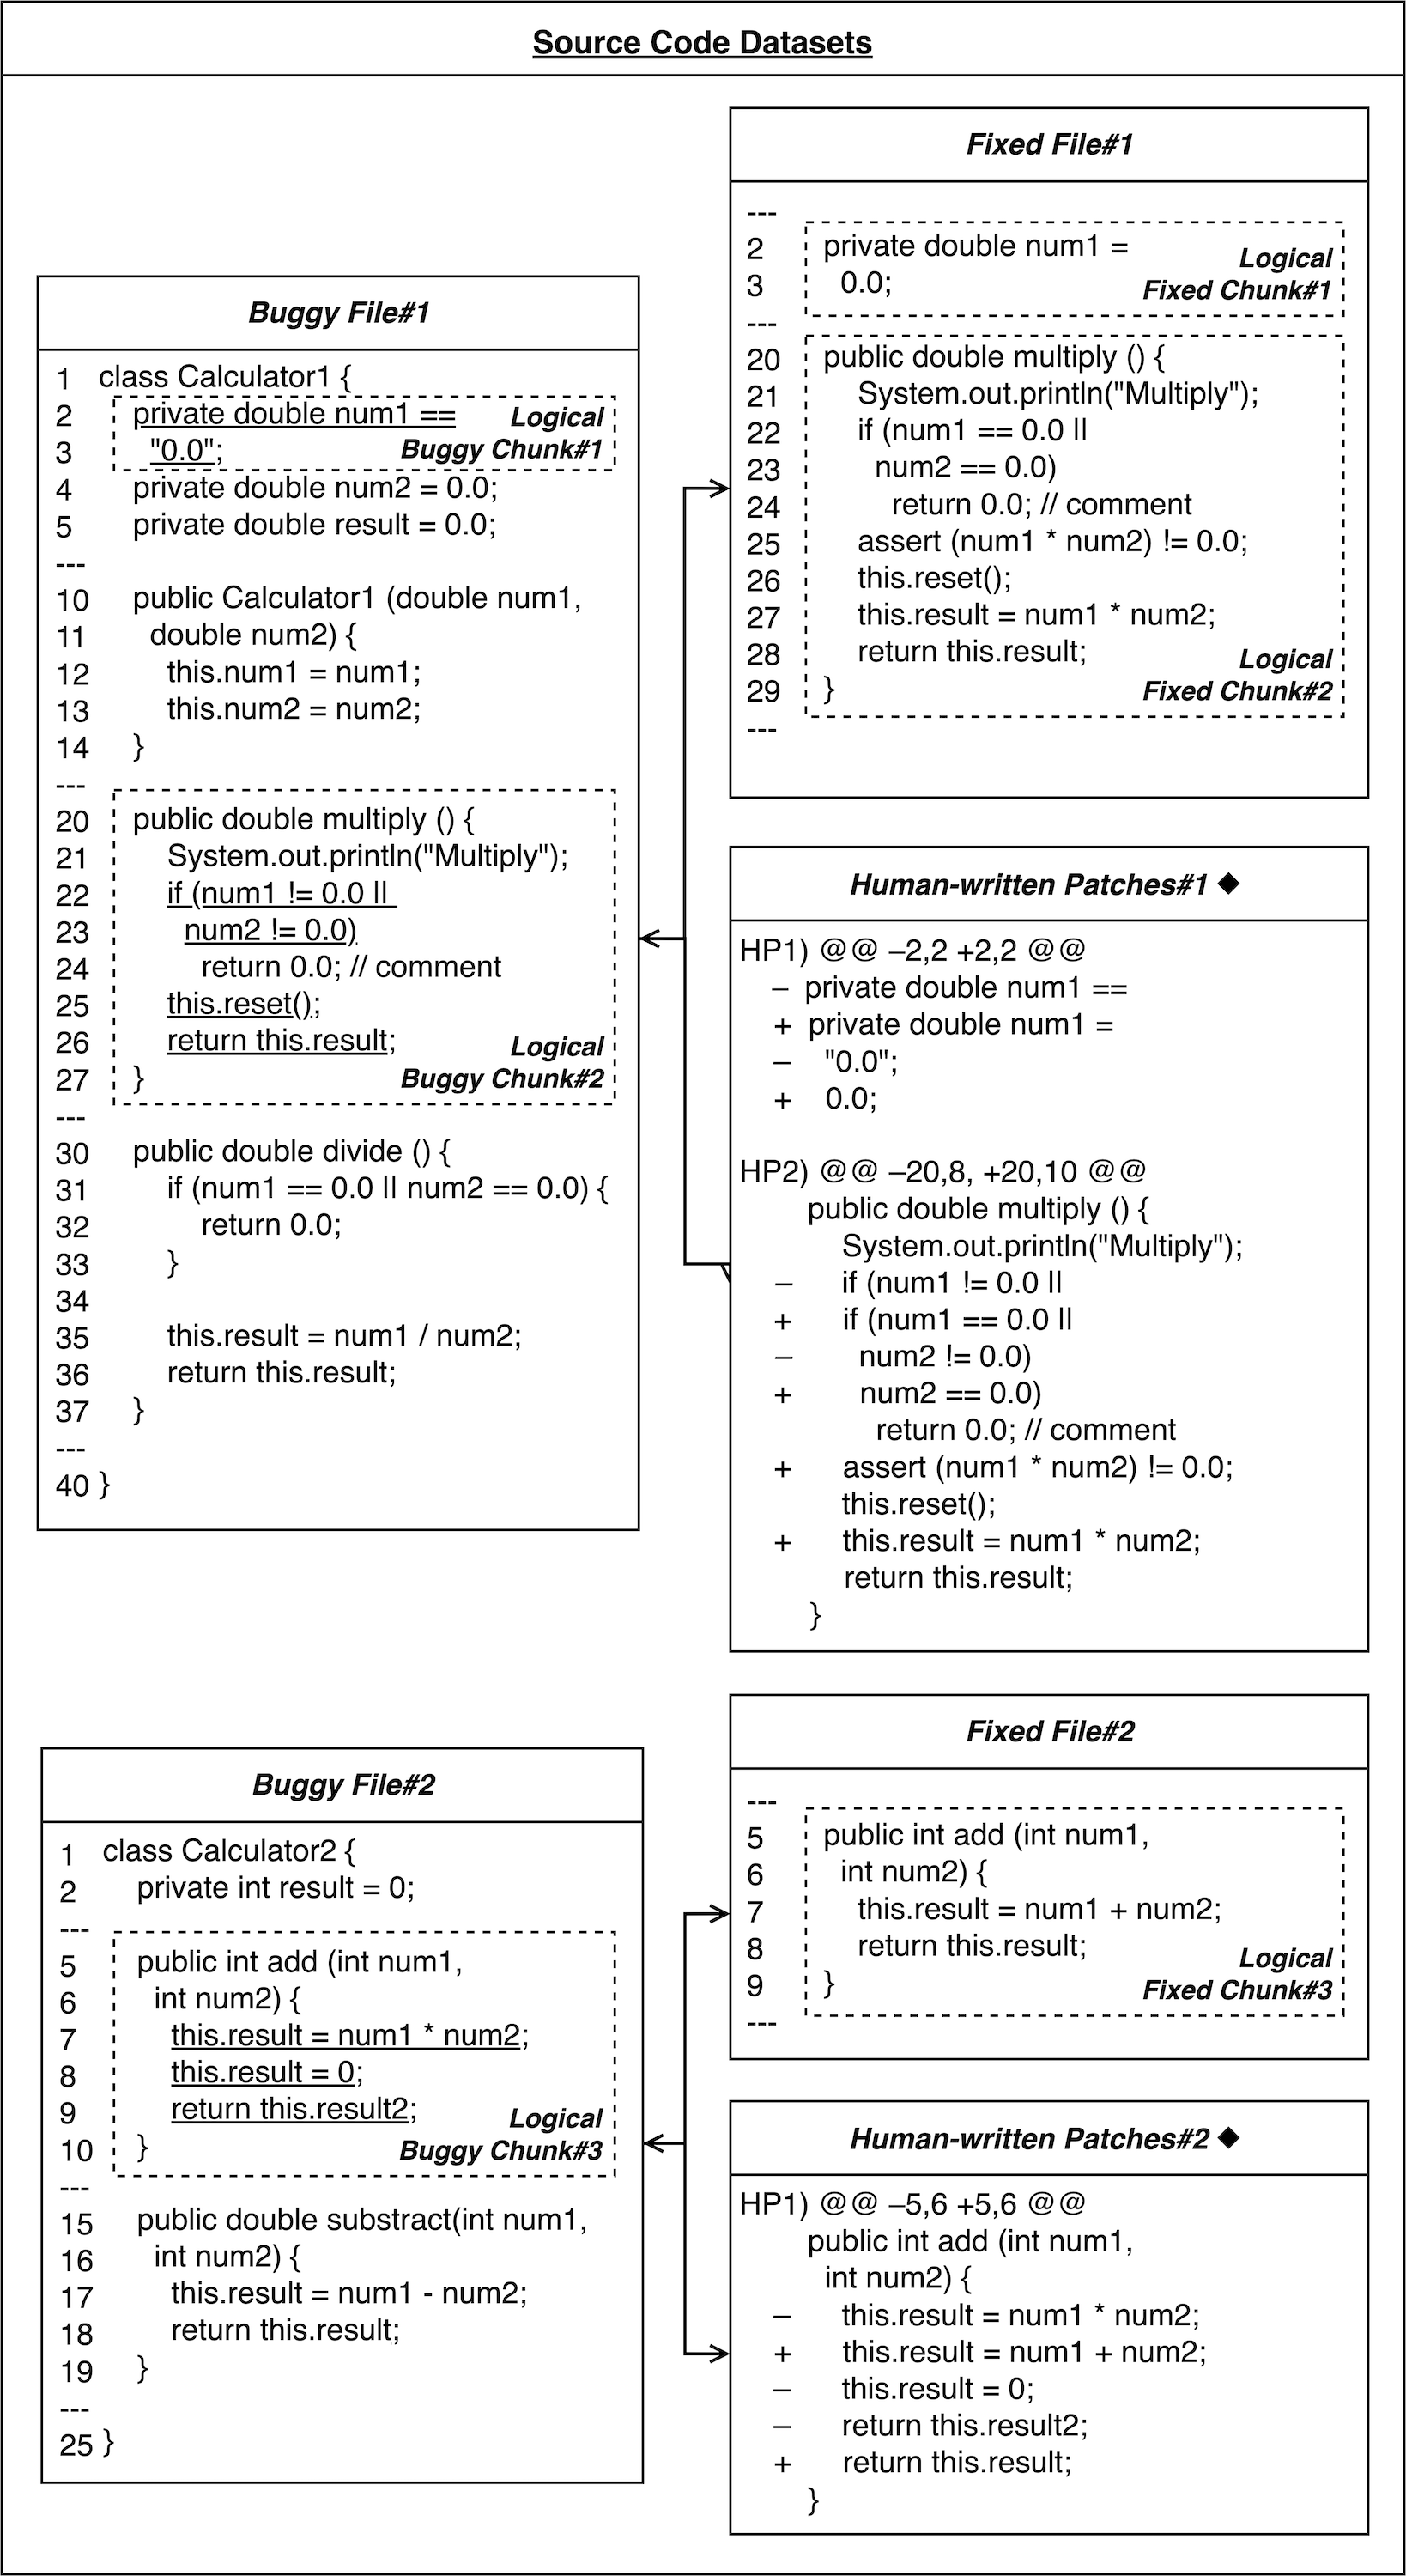 Source Code Datasets
Buggy File#1
1 class Calculator1 {
2 private double num1 ==
3 "0.0";
Logical
Buggy Chunk#1
4 private double num2 = 0.0;
5 private double result = 0.0;
---
10 public Calculator1 (double num1,
11 double num2) {
12 this.num1 = num1;
13 this.num2 = num2;
14 }
---
20 public double multiply () {
21 System.out.println("Multiply");
22 if (num1 != 0.0 ||
23 num2 != 0.0)
24 return 0.0; // comment
25 this.reset();
26 return this.result;
27 }
Logical
Buggy Chunk#2
---
30 public double divide () {
31 if (num1 == 0.0 || num2 == 0.0) {
32 return 0.0;
33 }
34
35 this.result = num1 / num2;
36 return this.result;
37 }
---
40 }
Fixed File#1
---
2 private double num1 =
3 0.0;
Logical
Fixed Chunk#1
---
20 public double multiply () {
21 System.out.println("Multiply");
22 if (num1 == 0.0 ||
23 num2 == 0.0)
24 return 0.0; // comment
25 assert (num1 * num2) != 0.0;
26 this.reset();
27 this.result = num1 * num2;
28 return this.result;
29 }
Logical
Fixed Chunk#2
---
Human-written Patches#1 ◆
HP1) @@ –2,2 +2,2 @@
– private double num1 ==
+ private double num1 =
– "0.0";
+ 0.0;
HP2) @@ –20,8, +20,10 @@
public double multiply () {
System.out.println("Multiply");
– if (num1 != 0.0 ||
+ if (num1 == 0.0 ||
– num2 != 0.0)
+ num2 == 0.0)
return 0.0; // comment
+ assert (num1 * num2) != 0.0;
this.reset();
+ this.result = num1 * num2;
return this.result;
}
Buggy File#2
1 class Calculator2 {
2 private int result = 0;
---
5 public int add (int num1,
6 int num2) {
7 this.result = num1 * num2;
8 this.result = 0;
9 return this.result2;
10 }
Logical
Buggy Chunk#3
---
15 public double substract(int num1,
16 int num2) {
17 this.result = num1 - num2;
18 return this.result;
19 }
---
25 }
Fixed File#2
---
5 public int add (int num1,
6 int num2) {
7 this.result = num1 + num2;
8 return this.result;
9 }
Logical
Fixed Chunk#3
---
Human-written Patches#2 ◆
HP1) @@ –5,6 +5,6 @@
public int add (int num1,
int num2) {
– this.result = num1 * num2;
+ this.result = num1 + num2;
– this.result = 0;
– return this.result2;
+ return this.result;
}